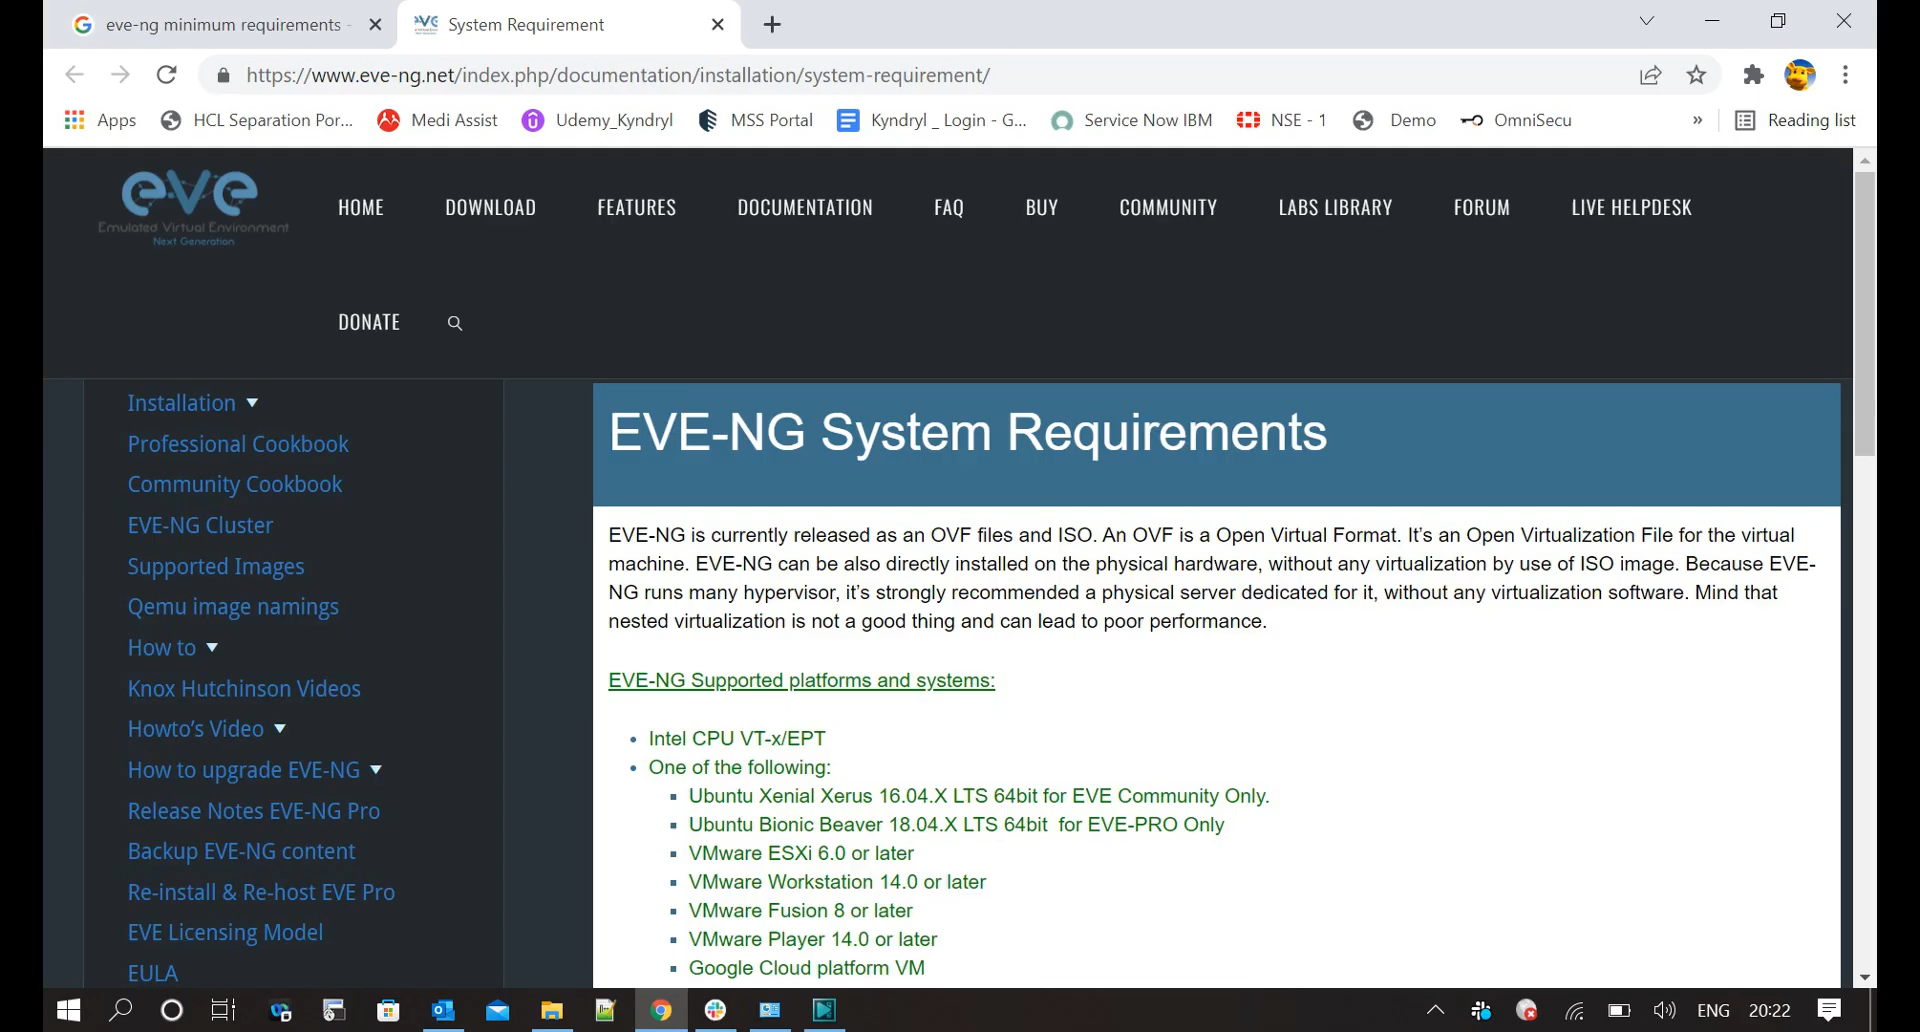 eve-ng minimum requirements -
System Requirement
https://www.eve-ng.net/index.php/documentation/installation/system-requirement/
Apps
HCL Separation Por...
Medi Assist
Udemy_Kyndryl
MSS Portal
Kyndryl _ Login - G...
Service Now IBM
NSE - 1
Demo
OmniSecu
»
Reading list
eve
Emulated Virtual Environment
Next Generation
HOME
DOWNLOAD
FEATURES
DOCUMENTATION
FAQ
BUY
COMMUNITY
LABS LIBRARY
FORUM
LIVE HELPDESK
DONATE
Installation
Professional Cookbook
Community Cookbook
EVE-NG Cluster
Supported Images
Qemu image namings
How to
Knox Hutchinson Videos
Howto's Video
How to upgrade EVE-NG
Release Notes EVE-NG Pro
Backup EVE-NG content
Re-install & Re-host EVE Pro
EVE Licensing Model
EULA
EVE-NG System Requirements
EVE-NG is currently released as an OVF files and ISO. An OVF is a Open Virtual Format. It's an Open Virtualization File for the virtual
machine. EVE-NG can be also directly installed on the physical hardware, without any virtualization by use of ISO image. Because EVE-
NG runs many hypervisor, it's strongly recommended a physical server dedicated for it, without any virtualization software. Mind that
nested virtualization is not a good thing and can lead to poor performance.
EVE-NG Supported platforms and systems:
Intel CPU VT-x/EPT
One of the following:
Ubuntu Xenial Xerus 16.04.X LTS 64bit for EVE Community Only.
Ubuntu Bionic Beaver 18.04.X LTS 64bit  for EVE-PRO Only
VMware ESXi 6.0 or later
VMware Workstation 14.0 or later
VMware Fusion 8 or later
VMware Player 14.0 or later
Google Cloud platform VM
ENG
20:22